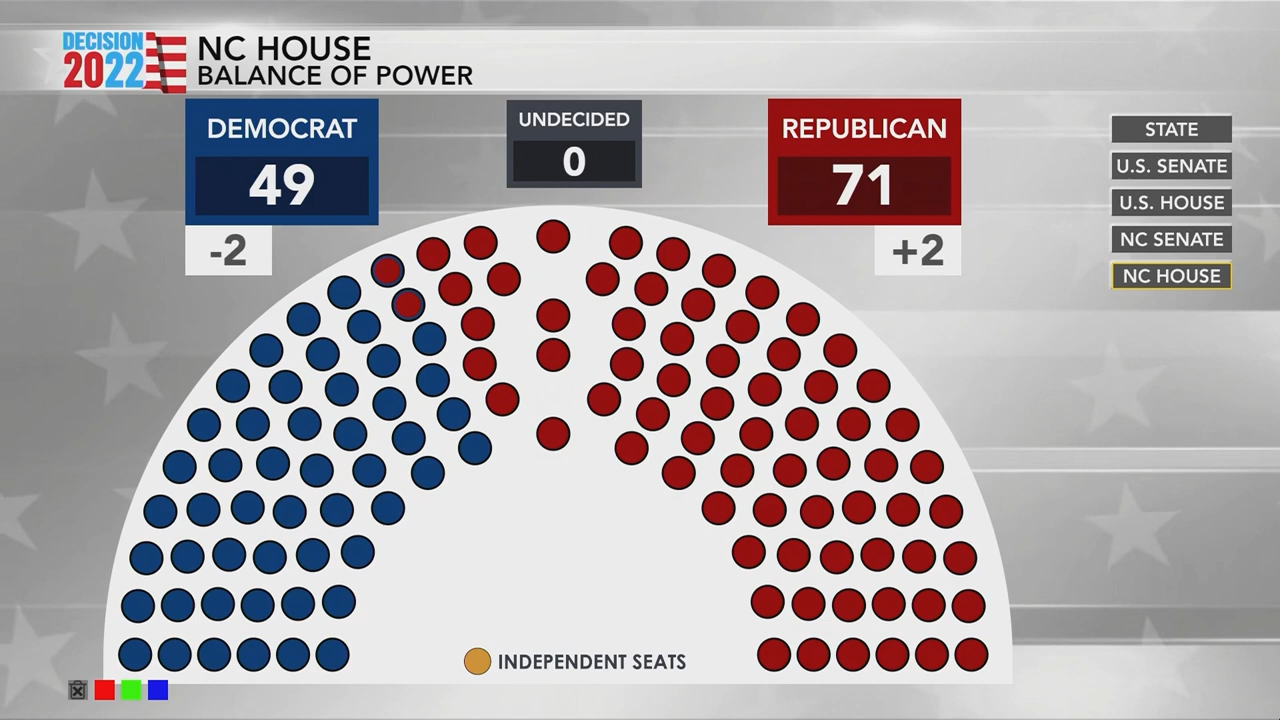 DECISION
2022
NC HOUSE
BALANCE OF POWER
DEMOCRAT
49
-2
UNDECIDED
0
REPUBLICAN
71
+2
STATE
U.S. SENATE
U.S. HOUSE
NC SENATE
NC HOUSE
INDEPENDENT SEATS